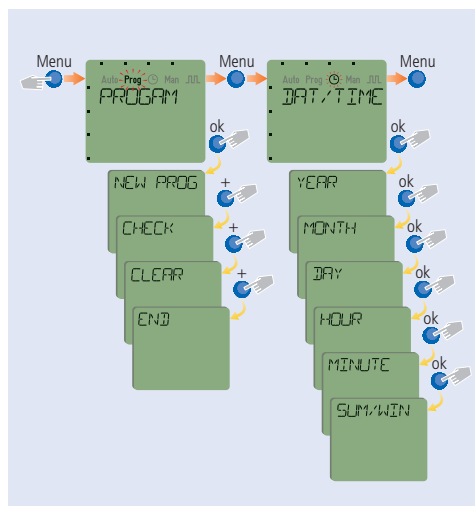 Menu Menu Menu
Auto Prog Man
PROGAM
Auto Prog Man
DAT/TIME
ok
ok
NEW PROG
+
CHECK
+
CLEAR
+
END
YEAR
ok
MONTH
ok
DAY
ok
HOUR
ok
MINUTE
ok
SUM/WIN